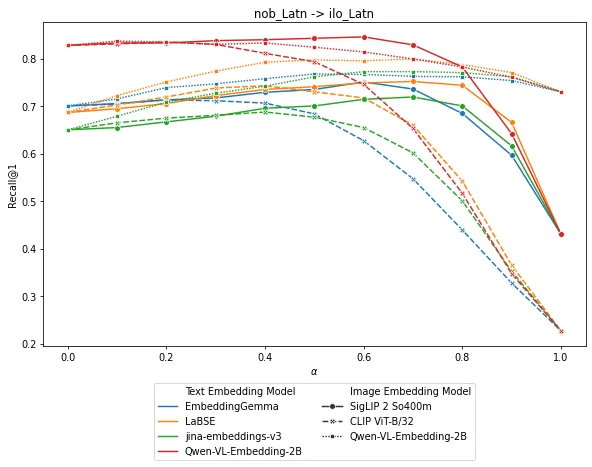 nob_Latn -> ilo_Latn
Recall@1
0.8
0.7
0.6
0.5
0.4
0.3
0.2
0.0 0.2 0.4 0.6 0.8 1.0
α
Text Embedding Model Image Embedding Model
EmbeddingGemma SigLIP 2 So400m
LaBSE CLIP ViT-B/32
jina-embeddings-v3 Qwen-VL-Embedding-2B
Qwen-VL-Embedding-2B